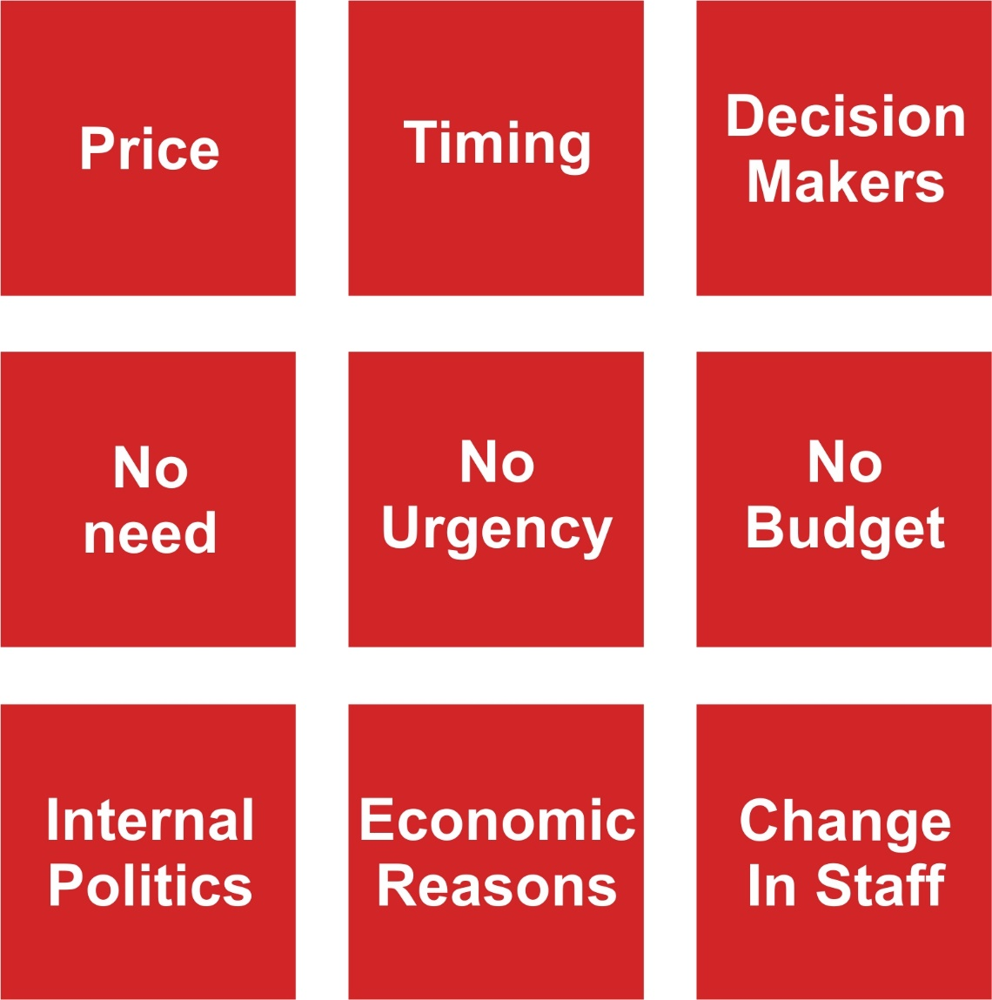 Price
Timing
Decision
Makers
No
need
No
Urgency
No
Budget
Internal
Politics
Economic
Reasons
Change
In Staff